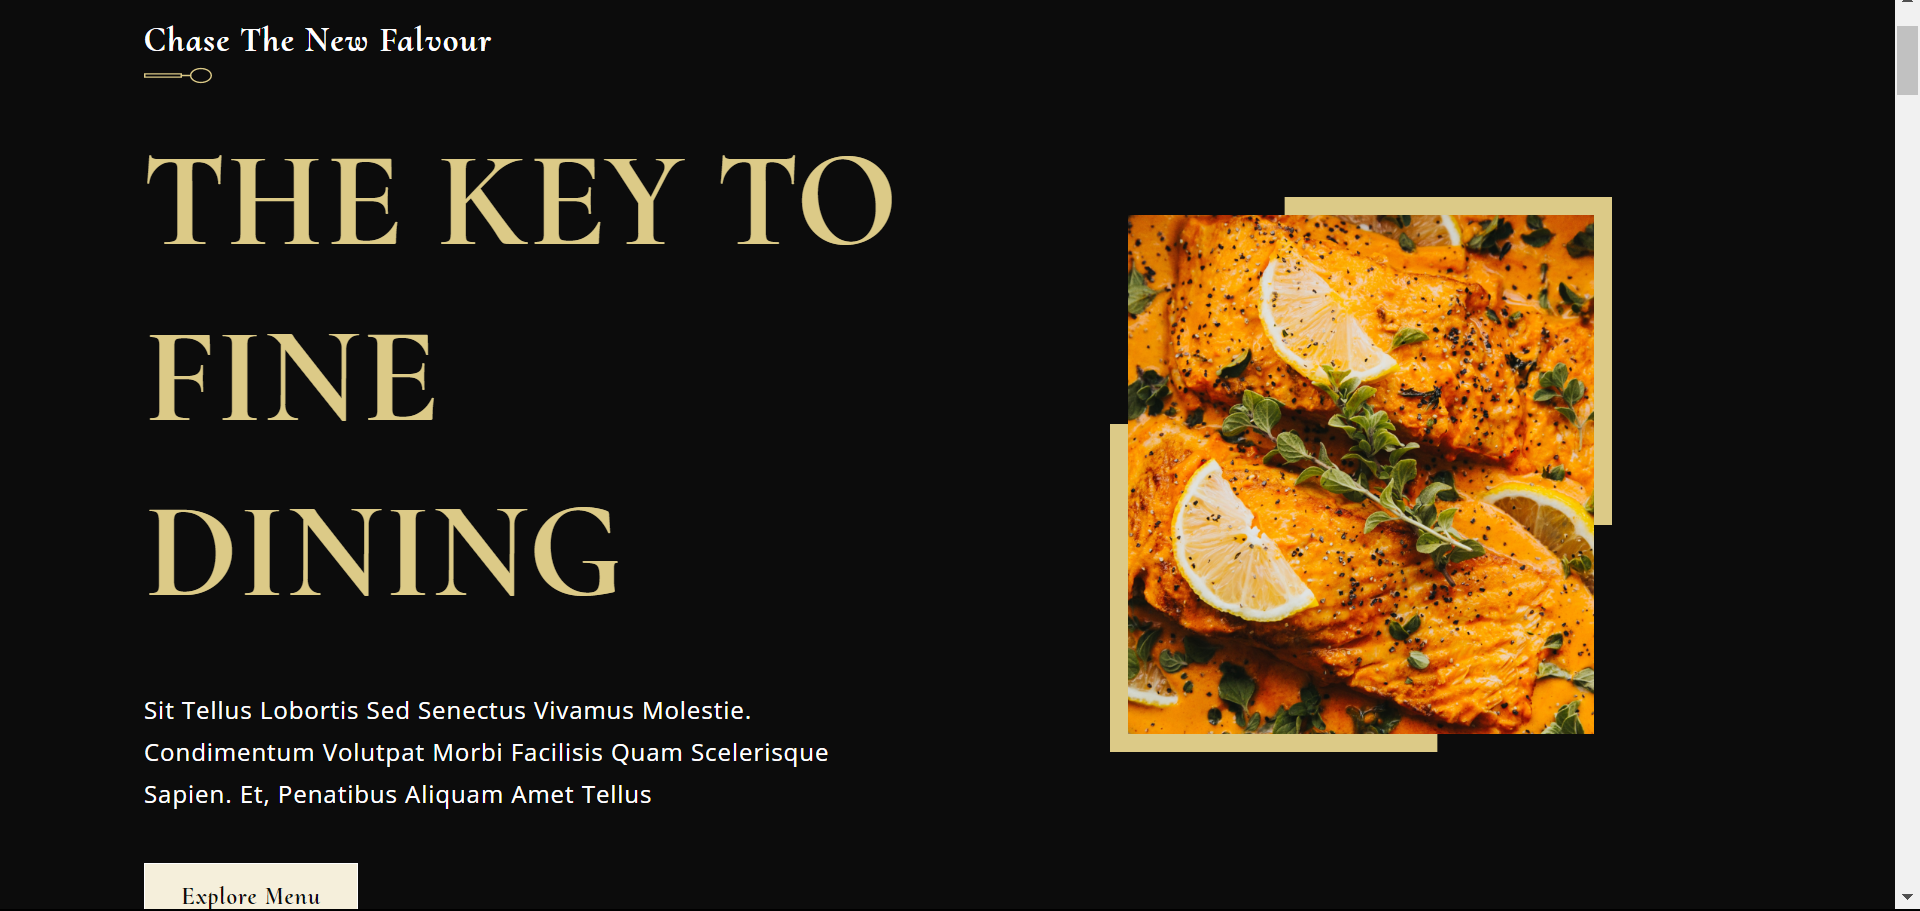 Chase The New Falvour
THE KEY TO
FINE
DINING
Sit Tellus Lobortis Sed Senectus Vivamus Molestie.
Condimentum Volutpat Morbi Facilisis Quam Scelerisque
Sapien. Et, Penatibus Aliquam Amet Tellus
Explore Menu